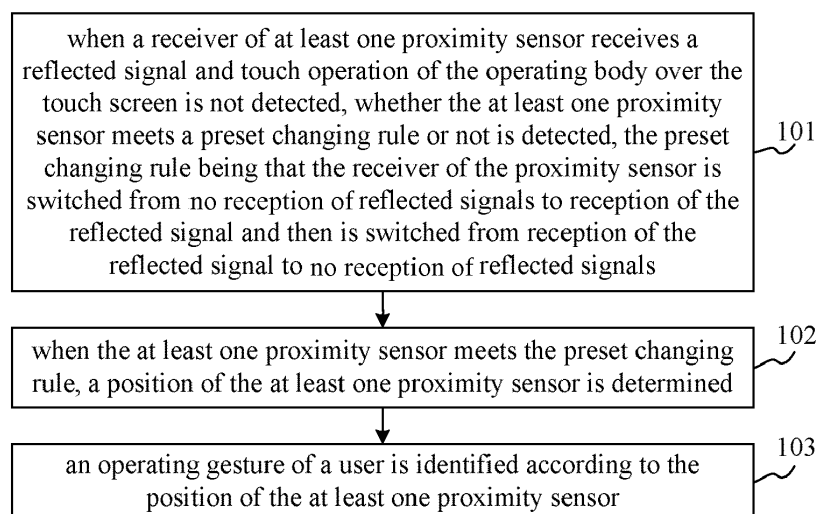 when a receiver of at least one proximity sensor receives a
reflected signal and touch operation of the operating body over the
touch screen is not detected, whether the at least one proximity
sensor meets a preset changing rule or not is detected, the preset
changing rule being that the receiver of the proximity sensor is
switched from no reception of reflected signals to reception of the
reflected signal and then is switched from reception of the
reflected signal to no reception of reflected signals
101
when the at least one proximity sensor meets the preset changing
rule, a position of the at least one proximity sensor is determined
102
an operating gesture of a user is identified according to the
position of the at least one proximity sensor
103